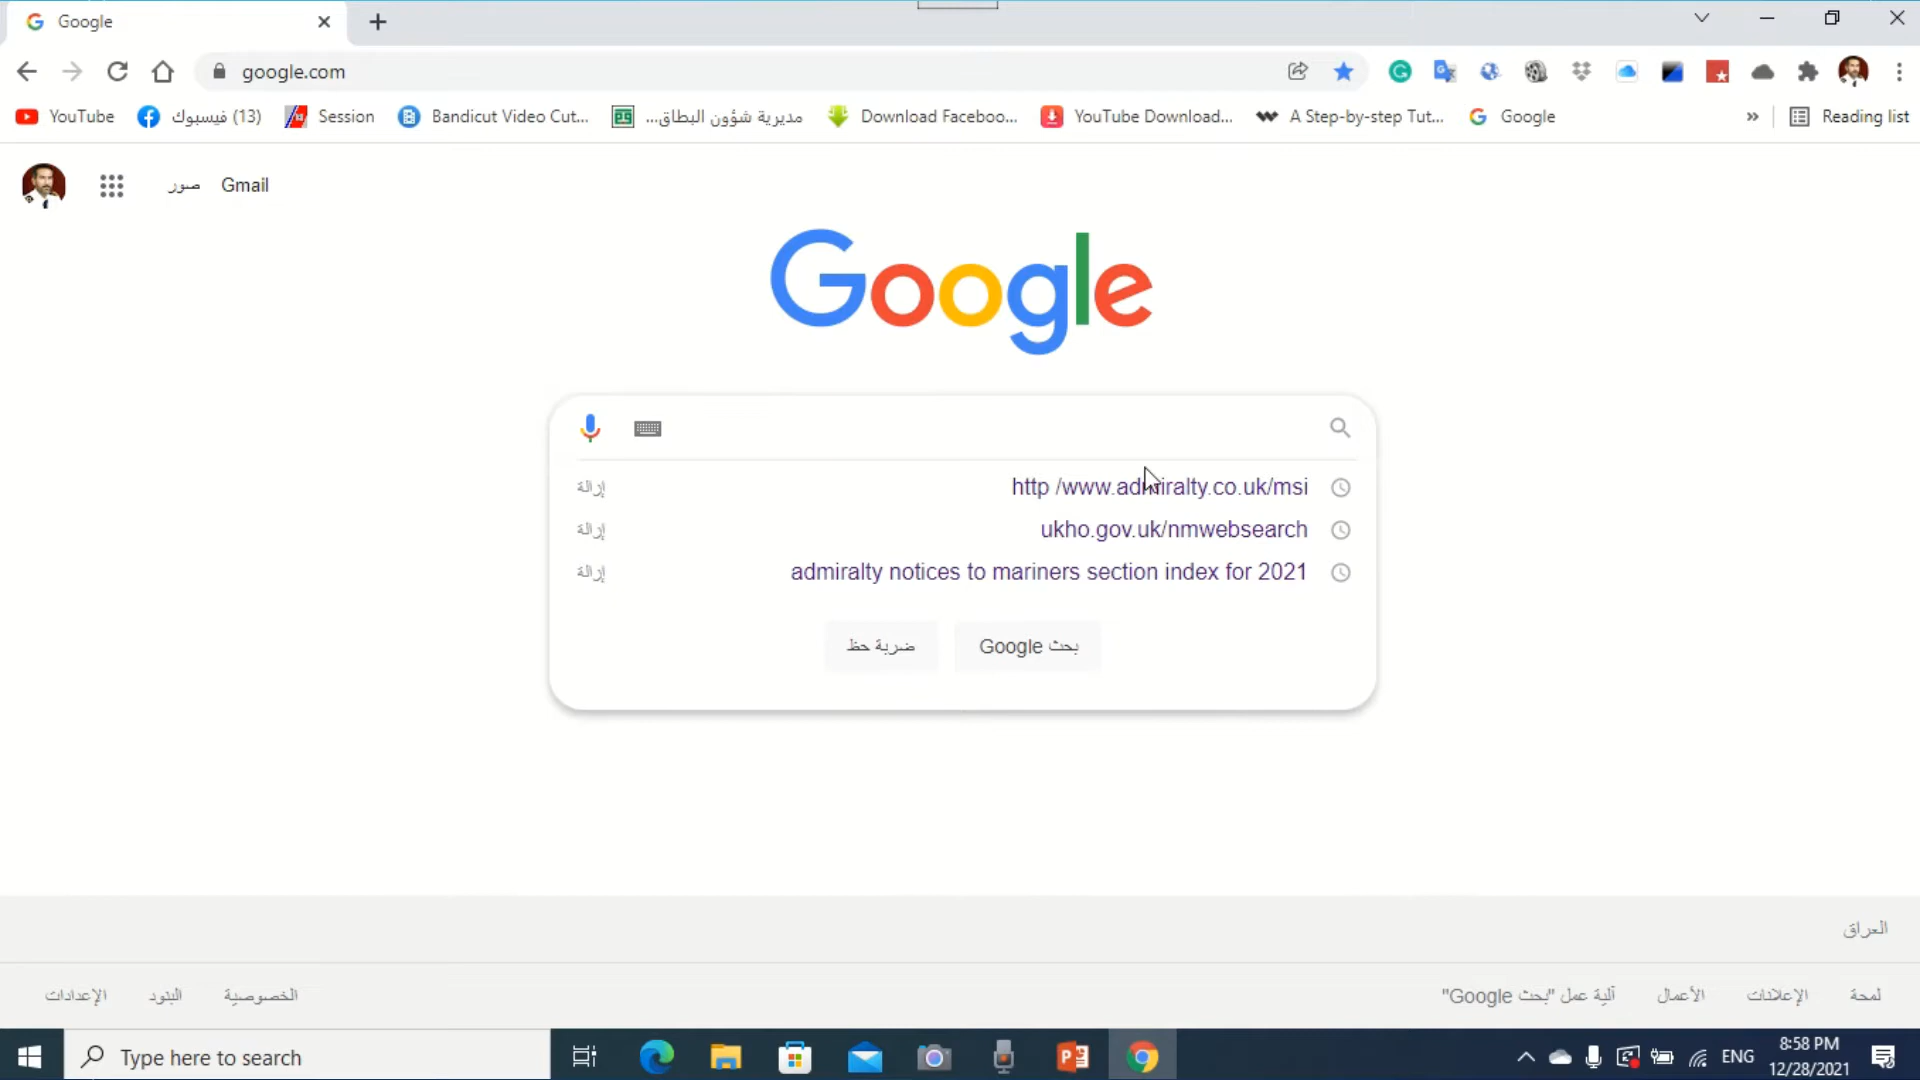 Google
google.com
YouTube
(13) فيسبوك
Session
Bandicut Video Cut...
مديرية شؤون البطاق...
Download Faceboo...
YouTube Download...
A Step-by-step Tut...
Google
»
Reading list
صور
Gmail
Google
http /www.admiralty.co.uk/msi
إزالة
ukho.gov.uk/nmwebsearch
إزالة
admiralty notices to mariners section index for 2021
إزالة
بحث Google
ضربة حظ
العراق
لمحة
الإعلانات
الأعمال
آلية عمل "بحث Google"
الخصوصية
البنود
الإعدادات
Type here to search
ENG
8:58 PM
12/28/2021